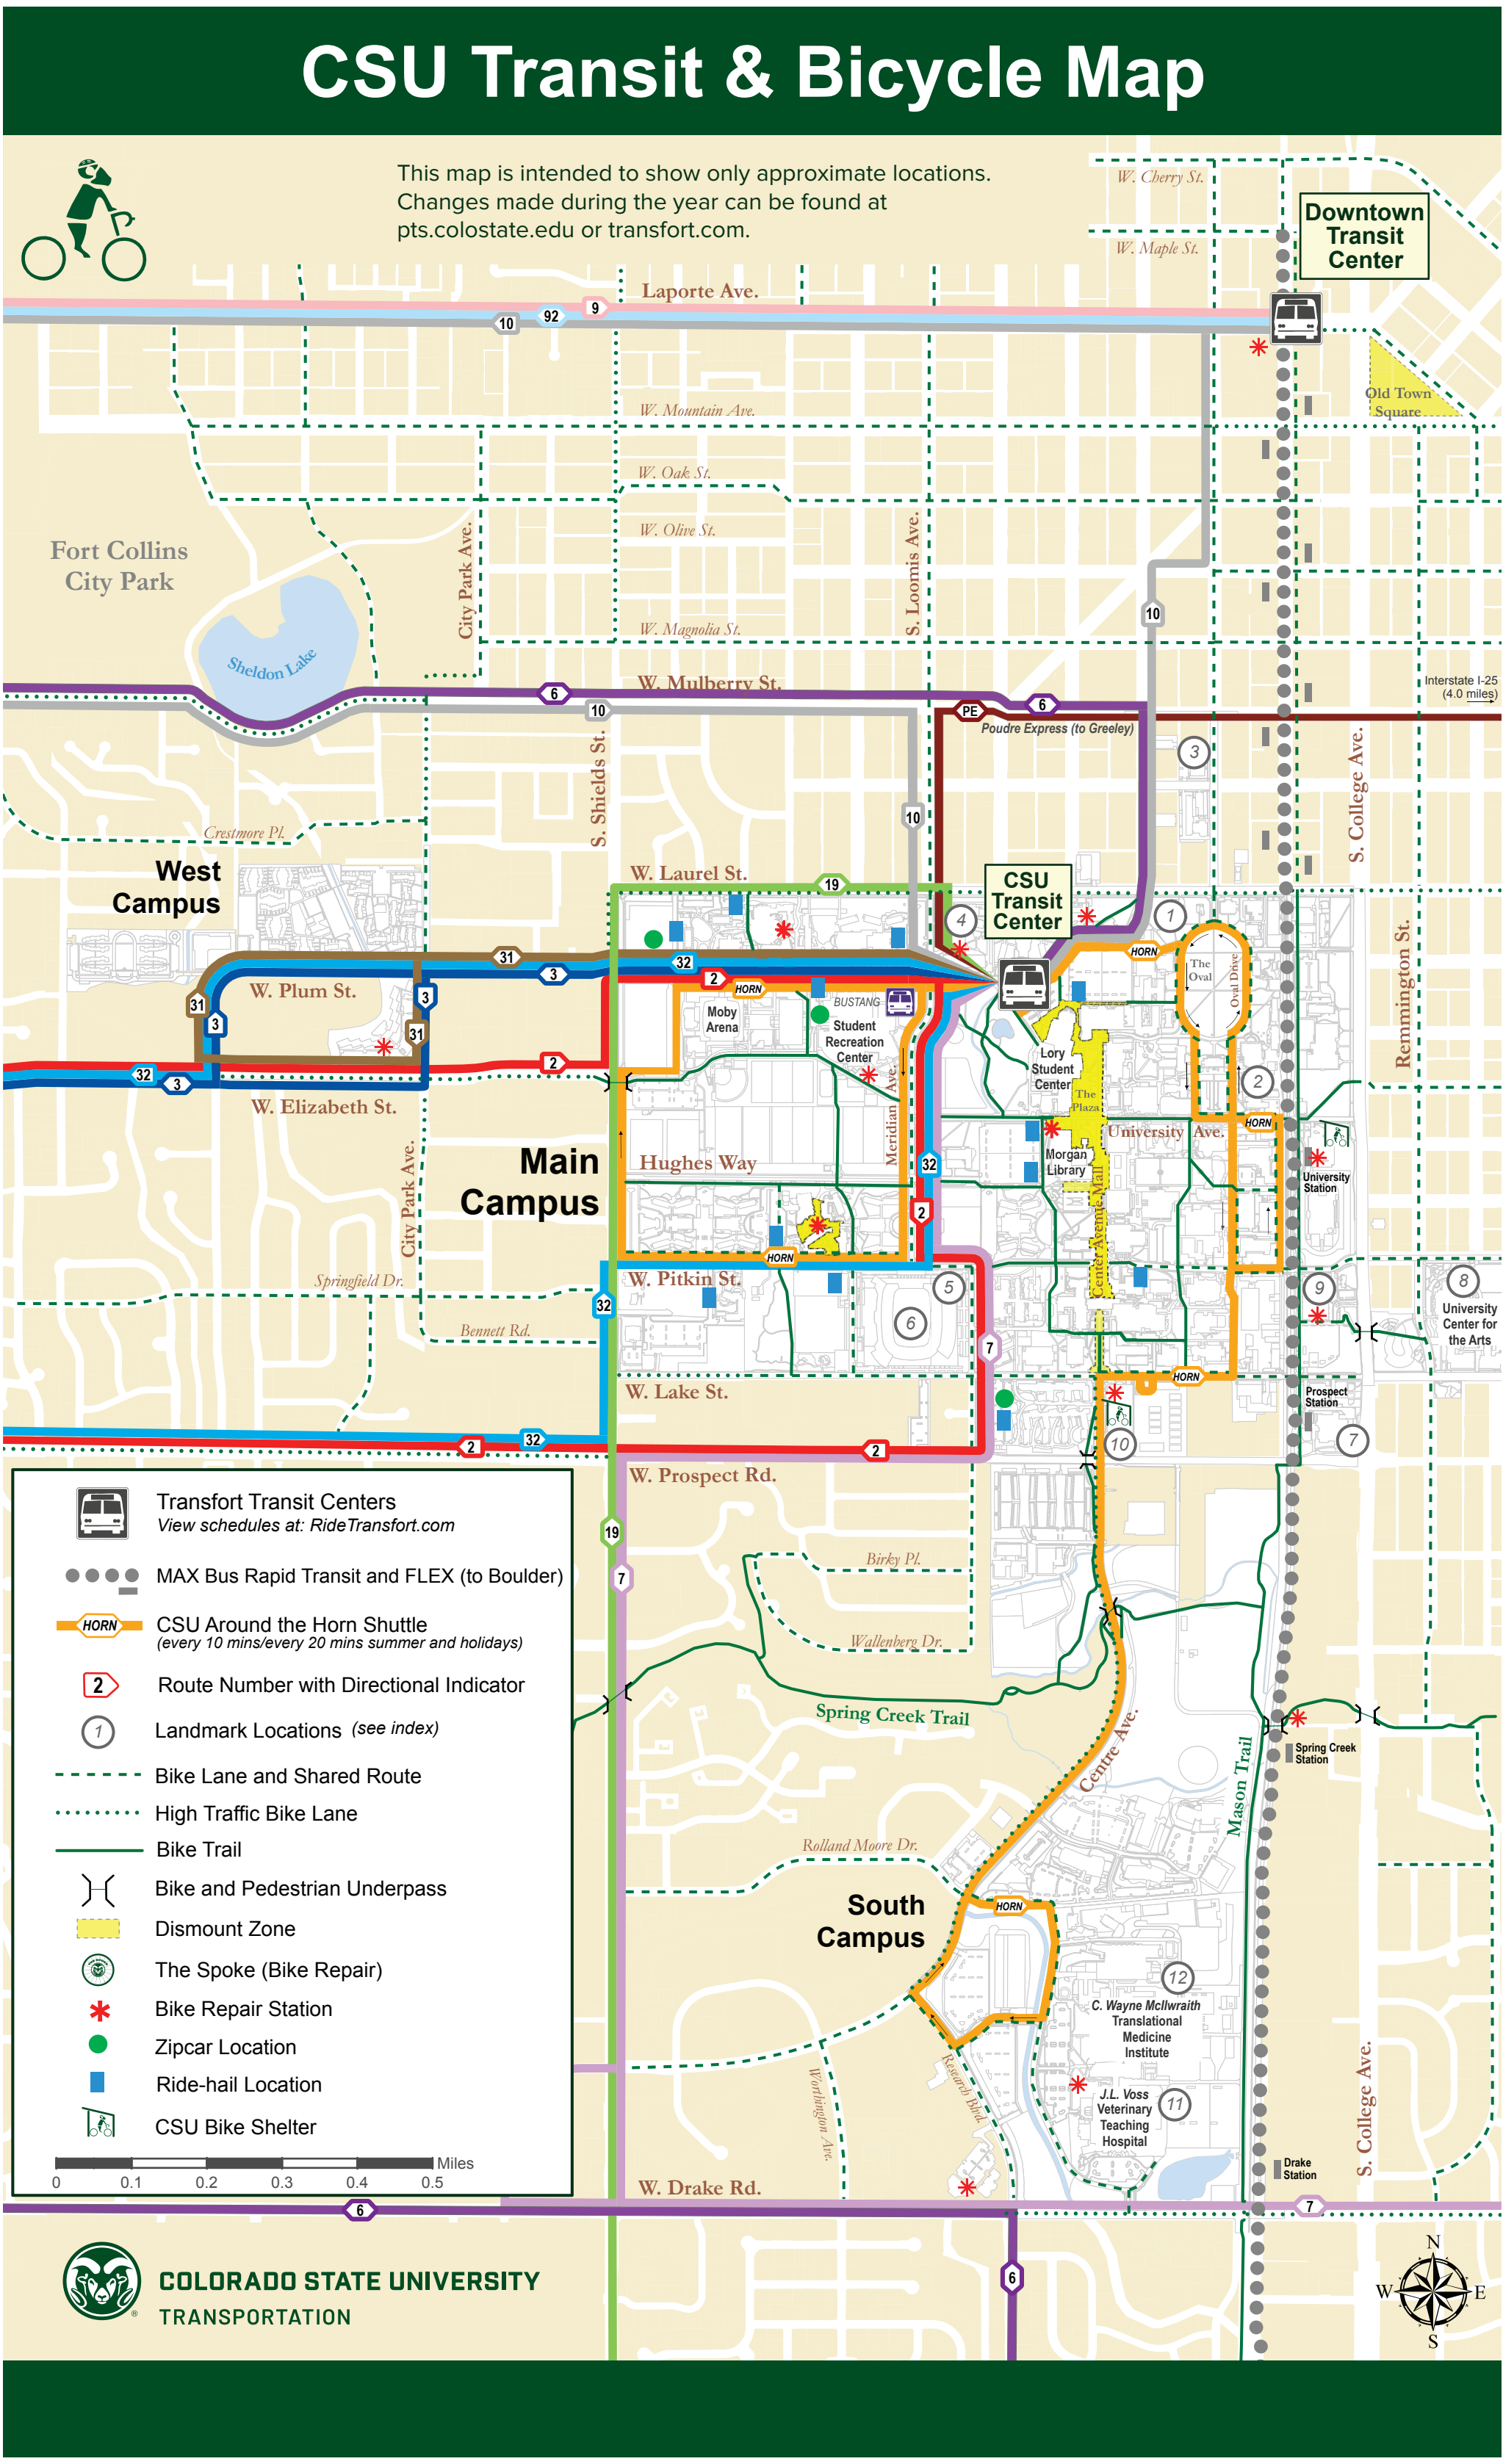 CSU Transit & Bicycle Map
This map is intended to show only approximate locations.
Changes made during the year can be found at
pts.colostate.edu or transfort.com.
W. Cherry St.
W. Maple St.
Downtown
Transit
Center
Laporte Ave.
9
92
10
Old Town
Square
W. Mountain Ave.
W. Oak St.
W. Olive St.
Fort Collins
City Park
City Park Ave.
S. Loomis Ave.
10
W. Magnolia St.
Sheldon Lake
W. Mulberry St.
6
10
PE
6
Poudre Express (to Greeley)
Interstate I-25
(4.0 miles)
3
S. Shields St.
S. College Ave.
10
Crestmore Pl.
West
Campus
W. Laurel St.
19
CSU
Transit
Center
4
1
Remmington St.
31
3
32
2
HORN
HORN
The
Oval
Oval Drive
W. Plum St.
31
3
3
31
Moby
Arena
BUSTANG
Student
Recreation
Center
Lory
Student
Center
The
Plaza
2
32
3
2
W. Elizabeth St.
Meridian Ave.
HORN
University Ave.
Main
Campus
Hughes Way
32
2
Morgan
Library
Center Avenue Mall
University
Station
City Park Ave.
HORN
W. Pitkin St.
Springfield Dr.
32
5
6
9
8
University
Center for
the Arts
Bennett Rd.
7
W. Lake St.
HORN
Prospect
Station
10
7
2
32
2
W. Prospect Rd.
19
7
Birky Pl.
Wallenberg Dr.
Spring Creek Trail
Centre Ave.
Mason Trail
Spring Creek
Station
Rolland Moore Dr.
South
Campus
HORN
12
C. Wayne McIlwraith
Translational
Medicine
Institute
Worthington Ave.
Research Blvd.
J.L. Voss
Veterinary
Teaching
Hospital
11
S. College Ave.
Drake
Station
W. Drake Rd.
6
7
6
Transfort Transit Centers
View schedules at: RideTransfort.com
MAX Bus Rapid Transit and FLEX (to Boulder)
HORN
CSU Around the Horn Shuttle
(every 10 mins/every 20 mins summer and holidays)
2
Route Number with Directional Indicator
1
Landmark Locations (see index)
Bike Lane and Shared Route
High Traffic Bike Lane
Bike Trail
Bike and Pedestrian Underpass
Dismount Zone
The Spoke (Bike Repair)
Bike Repair Station
Zipcar Location
Ride-hail Location
CSU Bike Shelter
Miles
0 0.1 0.2 0.3 0.4 0.5
COLORADO STATE UNIVERSITY
TRANSPORTATION
®
N
W E
S